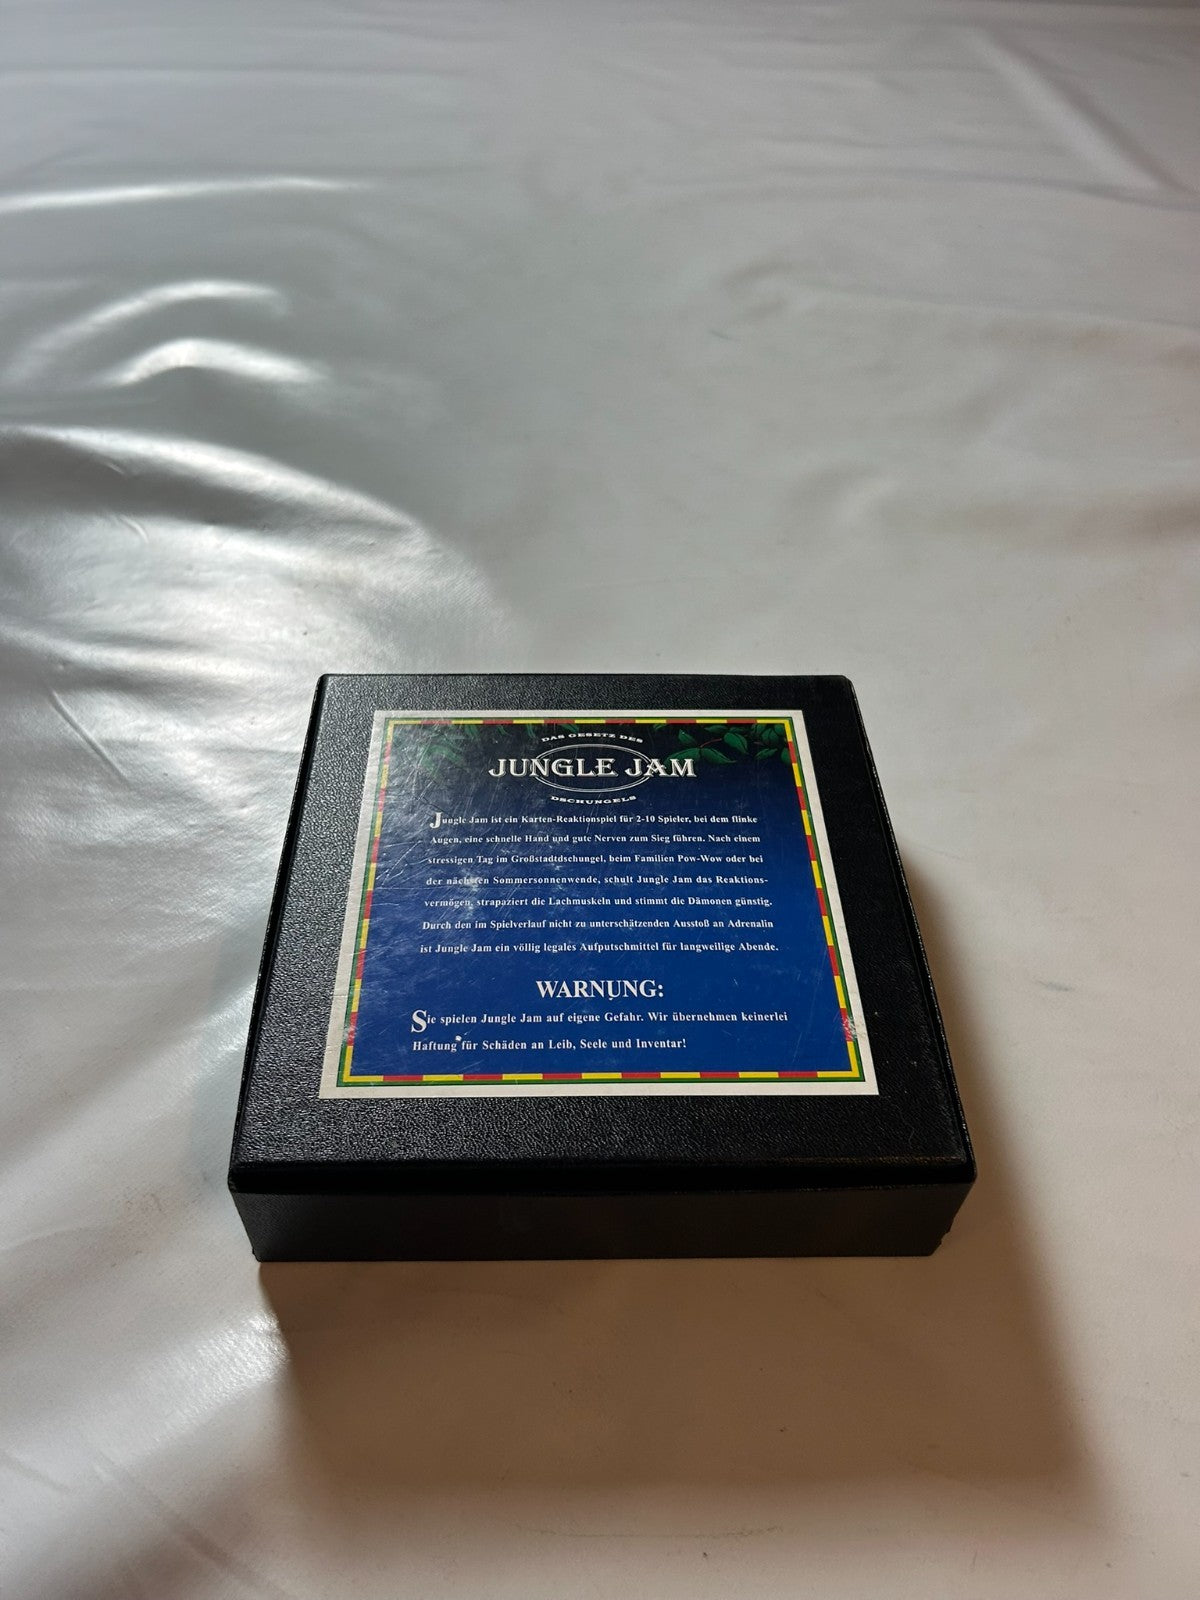 DAS GESETZ DES
JUNGLE JAM
DSCHUNGELS
Jungle Jam ist ein Karten-Reaktionspiel für 2-10 Spieler, bei dem flinke
Augen, eine schnelle Hand und gute Nerven zum Sieg führen. Nach einem
stressigen Tag im Großstadtdschungel, beim Familien Pow-Wow oder bei
der nächsten Sommersonnenwende, schult Jungle Jam das Reaktions-
vermögen, strapaziert die Lachmuskeln und stimmt die Dämonen günstig.
Durch den im Spielverlauf nicht zu unterschätzenden Ausstoß an Adrenalin
ist Jungle Jam ein völlig legales Aufputschmittel für langweilige Abende.
WARNUNG:
Sie spielen Jungle Jam auf eigene Gefahr. Wir übernehmen keinerlei
Haftung für Schäden an Leib, Seele und Inventar!